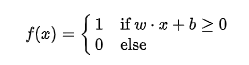 f(x) = { 1 if w · x + b ≥ 0
0 else